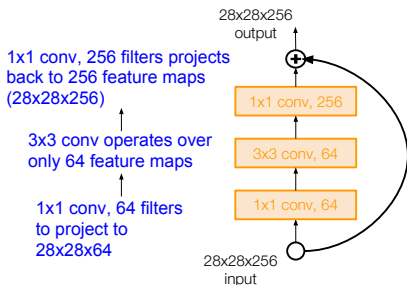 28x28x256
output
1x1 conv, 256 filters projects
back to 256 feature maps
(28x28x256)
1x1 conv, 256
3x3 conv operates over
only 64 feature maps
3x3 conv, 64
1x1 conv, 64 filters
to project to
28x28x64
1x1 conv, 64
28x28x256
input